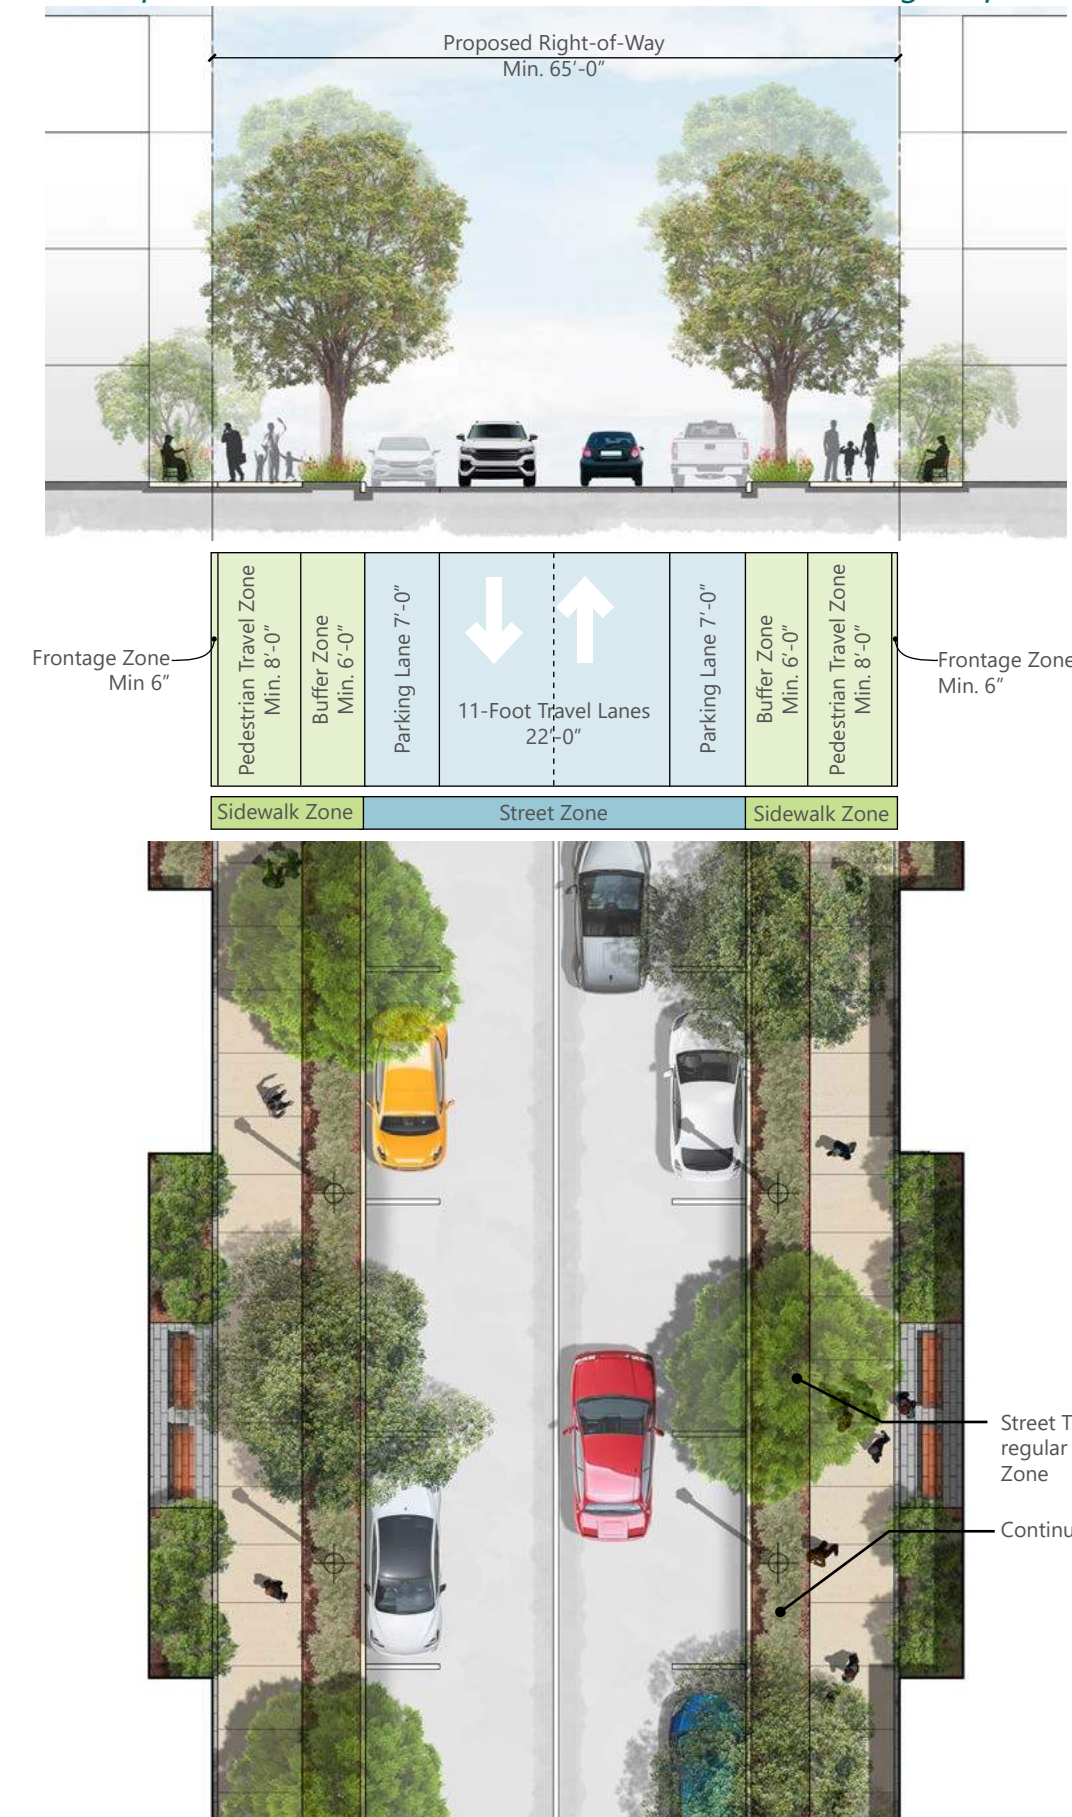 Proposed Right-of-Way
Min. 65'-0"
Frontage Zone
Min 6"
Pedestrian Travel Zone
Min. 8'-0"
Buffer Zone
Min. 6'-0"
Parking Lane 7'-0"
11-Foot Travel Lanes
22'-0"
Parking Lane 7'-0"
Buffer Zone
Min. 6'-0"
Pedestrian Travel Zone
Min. 8'-0"
Frontage Zone
Min. 6"
Sidewalk Zone
Street Zone
Sidewalk Zone
Street
regular
Zone